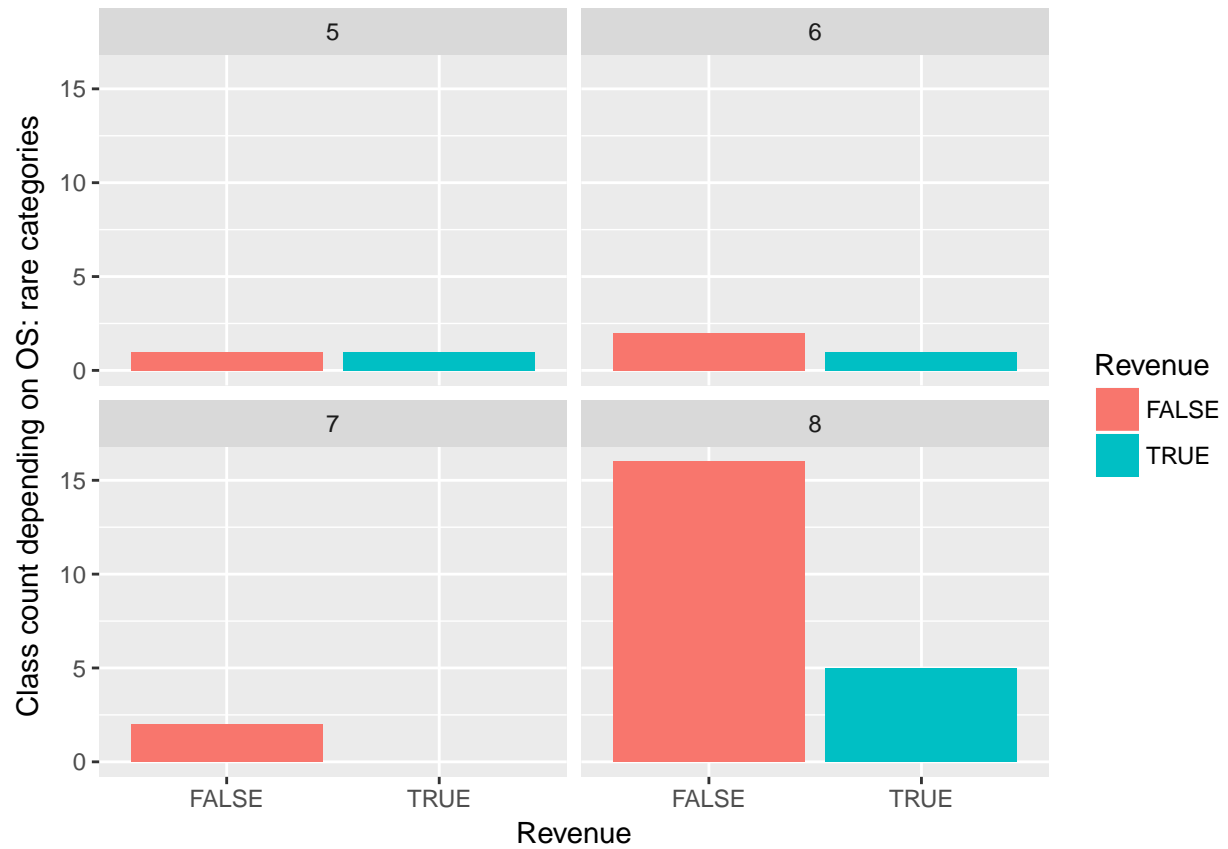 Class count depending on OS: rare categories
5
6
15
10
5
0
7
8
15
10
5
0
FALSE
TRUE
FALSE
TRUE
Revenue
Revenue
FALSE
TRUE